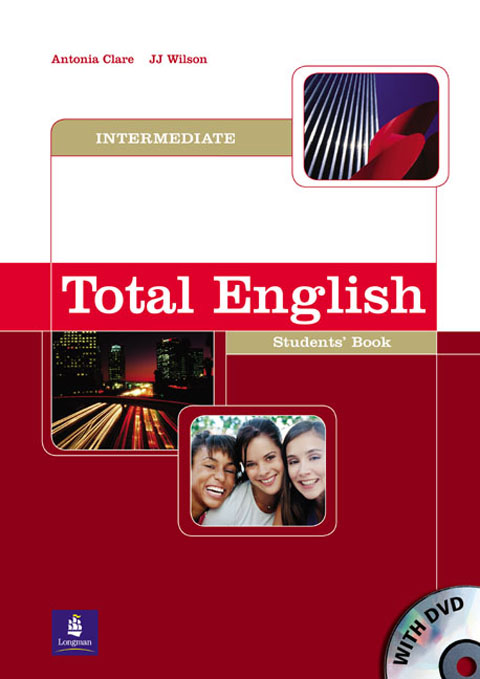 Antonia Clare JJ Wilson
INTERMEDIATE
Total English
Students' Book
Longman
WITH DVD